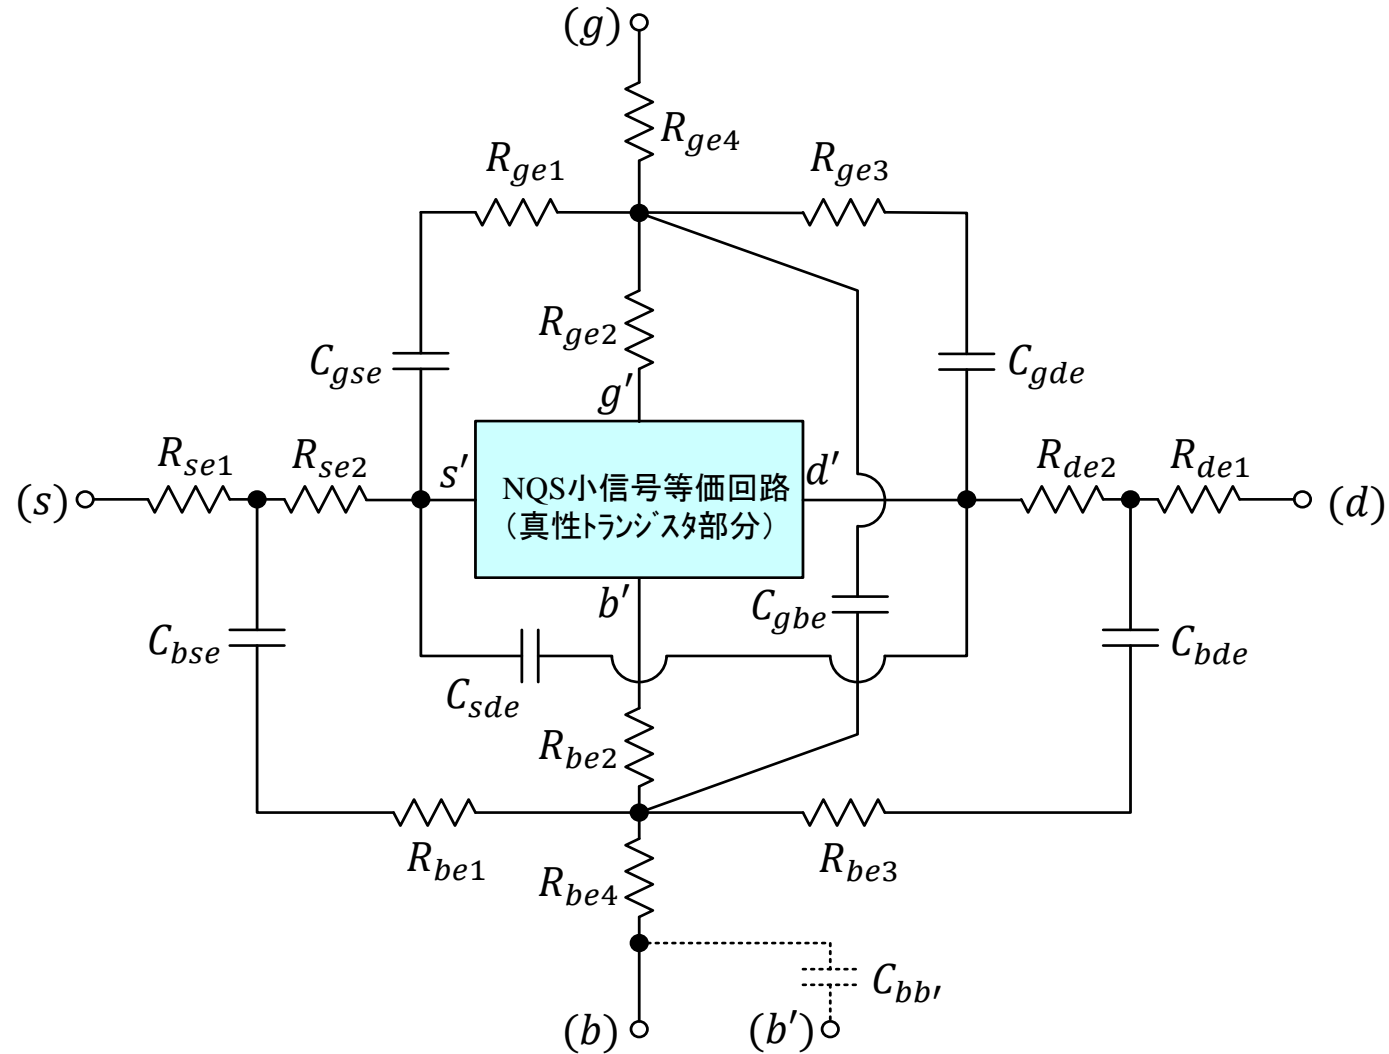 (g)
R_{ge4}
R_{ge1}
R_{ge3}
R_{ge2}
C_{gse}
C_{gde}
g'
R_{se1}
R_{se2}
s'
d'
R_{de2}
R_{de1}
(s)
NQS小信号等価回路
(d)
（真性トランジスタ部分）
b'
C_{gbe}
C_{bse}
C_{bde}
C_{sde}
R_{be2}
R_{be1}
R_{be4}
R_{be3}
C_{bb'}
(b)
(b')